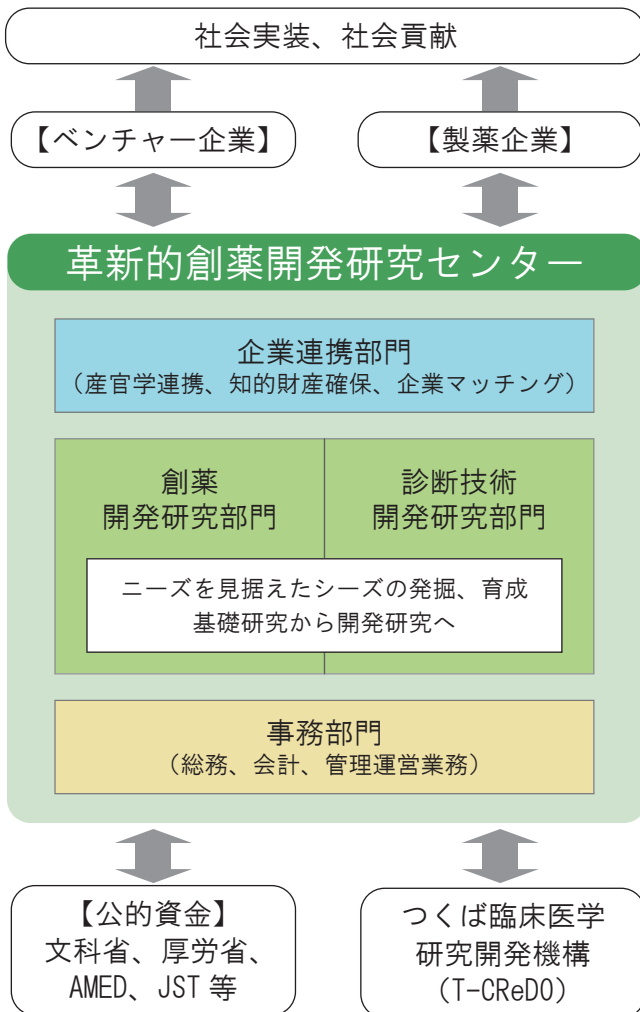 社会実装、社会貢献
【ベンチャー企業】
【製薬企業】
革新的創薬開発研究センター
企業連携部門
（産官学連携、知的財産確保、企業マッチング）
創薬
開発研究部門
診断技術
開発研究部門
ニーズを見据えたシーズの発掘、育成
基礎研究から開発研究へ
事務部門
（総務、会計、管理運営業務）
【公的資金】
文科省、厚労省、
AMED、JST 等
つくば臨床医学
研究開発機構
（T-CReDO）